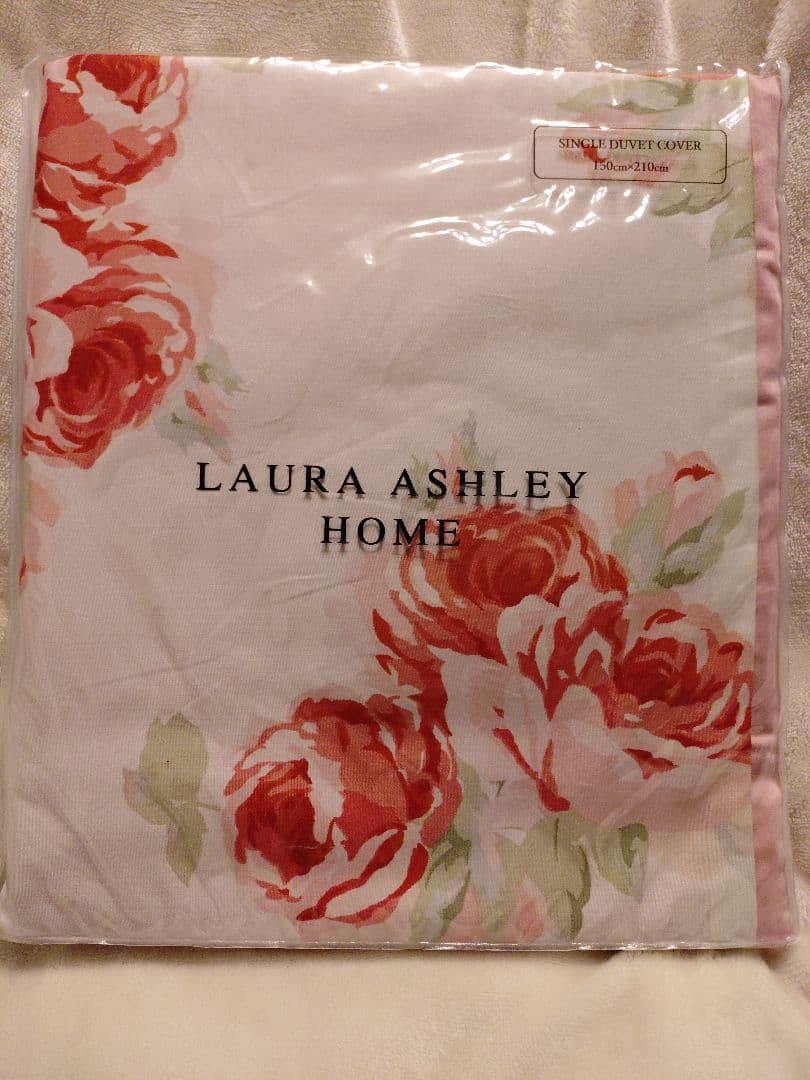 SINGLE DUVET COVER
150cm×210cm
LAURA ASHLEY
HOME